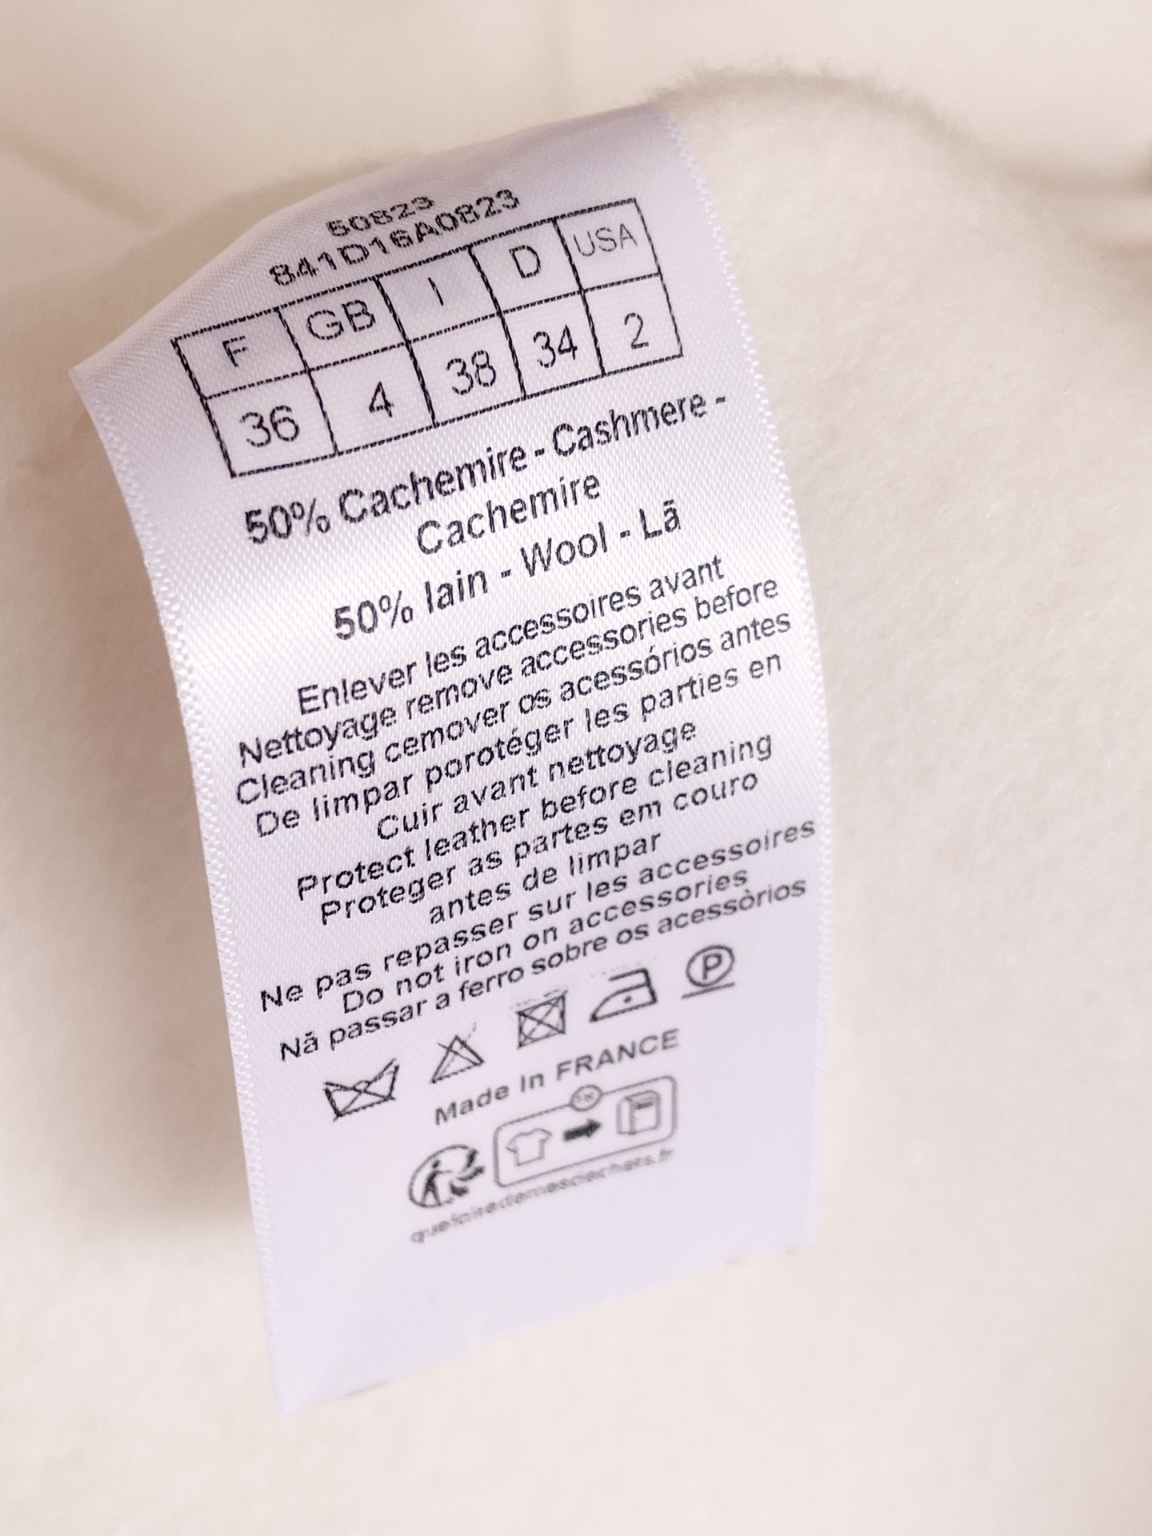 60823
841D16A0823
F GB I D USA
36 4 38 34 2
50% Cachemire - Cashmere -
Cachemire
50% lain - Wool - Lã
Enlever les accessoires avant
Nettoyage remove accessories before
Cleaning cemover os acessórios antes
De limpar porotéger les parties en
Cuir avant nettoyage
Protect leather before cleaning
Proteger as partes em couro
antes de limpar
Ne pas repasser sur les accessoires
Do not iron on accessories
Nã passar a ferro sobre os acessòrios
P
Made In FRANCE